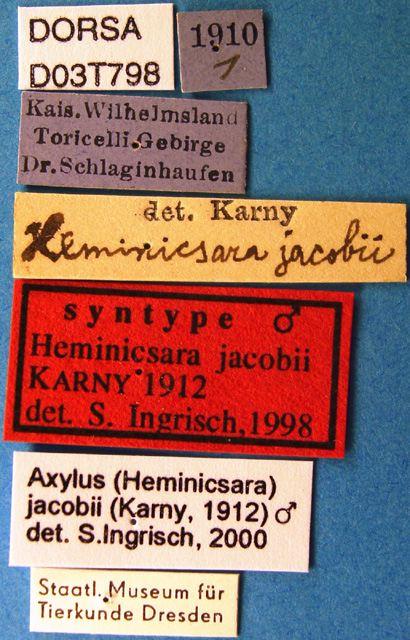 DORSA
D03T798
1910
1
Kais. Wilhelmsland
Toricelli-Gebirge
Dr. Schlaginhaufen
det. Karny
Heminicsara jacobii
syntype ♂
Heminicsara jacobii
KARNY 1912
det. S. Ingrisch, 1998
Axylus (Heminicsara)
jacobii (Karny, 1912) ♂
det. S.Ingrisch, 2000
Staatl. Museum für
Tierkunde Dresden